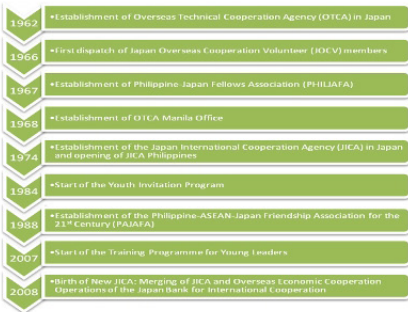 1962
•Establishment of Overseas Technical Cooperation Agency (OTCA) in Japan
1966
•First dispatch of Japan Overseas Cooperation Volunteer (JOCV) members
1967
•Establishment of Philippine-Japan Fellows Association (PHILJAFA)
1968
•Establishment of OTCA Manila Office
1974
•Establishment of the Japan International Cooperation Agency (JICA) in Japan
and opening of JICA Philippines
1984
•Start of the Youth Invitation Program
1988
•Establishment of the Philippine-ASEAN-Japan Friendship Association for the
21st Century (PAJAFA)
2007
•Start of the Training Programme for Young Leaders
2008
•Birth of New JICA: Merging of JICA and Overseas Economic Cooperation
Operations of the Japan Bank for International Cooperation